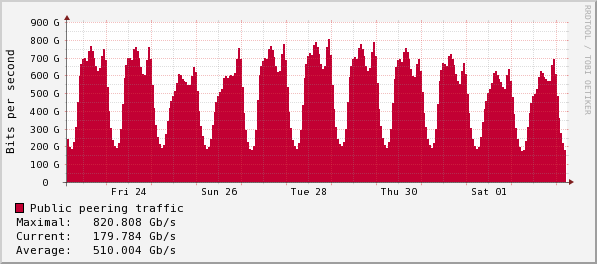 900 G
800 G
700 G
600 G
500 G
400 G
300 G
200 G
100 G
0
Bits per second
Fri 24 Sun 26 Tue 28 Thu 30 Sat 01
RRDTOOL / TOBI OETIKER
Public peering traffic
Maximal: 820.808 Gb/s
Current: 179.784 Gb/s
Average: 510.004 Gb/s